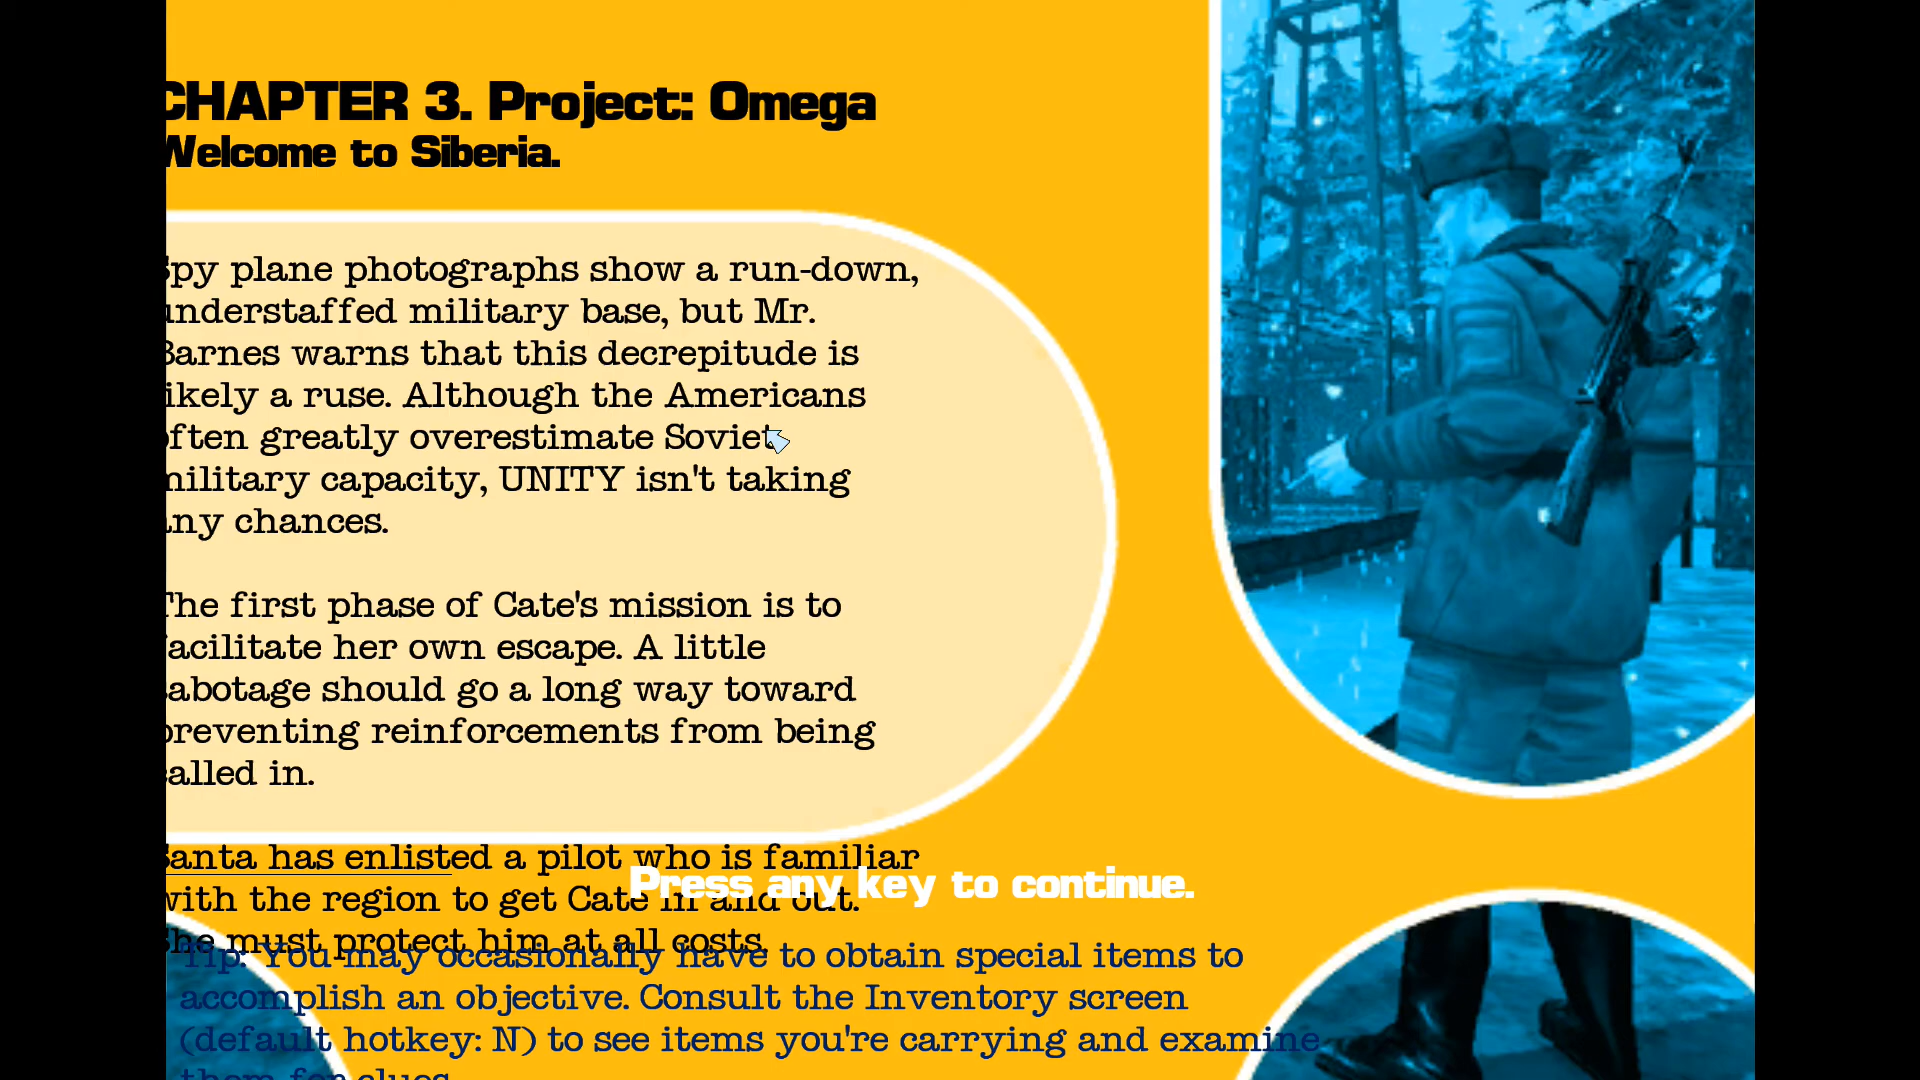 CHAPTER 3. Project: Omega
Welcome to Siberia.
Spy plane photographs show a run-down,
understaffed military base, but Mr.
Barnes warns that this decrepitude is
likely a ruse. Although the Americans
often greatly overestimate Soviet
military capacity, UNITY isn't taking
any chances.
The first phase of Cate's mission is to
facilitate her own escape. A little
sabotage should go a long way toward
preventing reinforcements from being
called in.
Santa has enlisted a pilot who is familiar
with the region to get Cate in and out.
She must protect him at all costs.
Press any key to continue.
Tip: You may occasionally have to obtain special items to
accomplish an objective. Consult the Inventory screen
(default hotkey: N) to see items you're carrying and examine
them for clues.